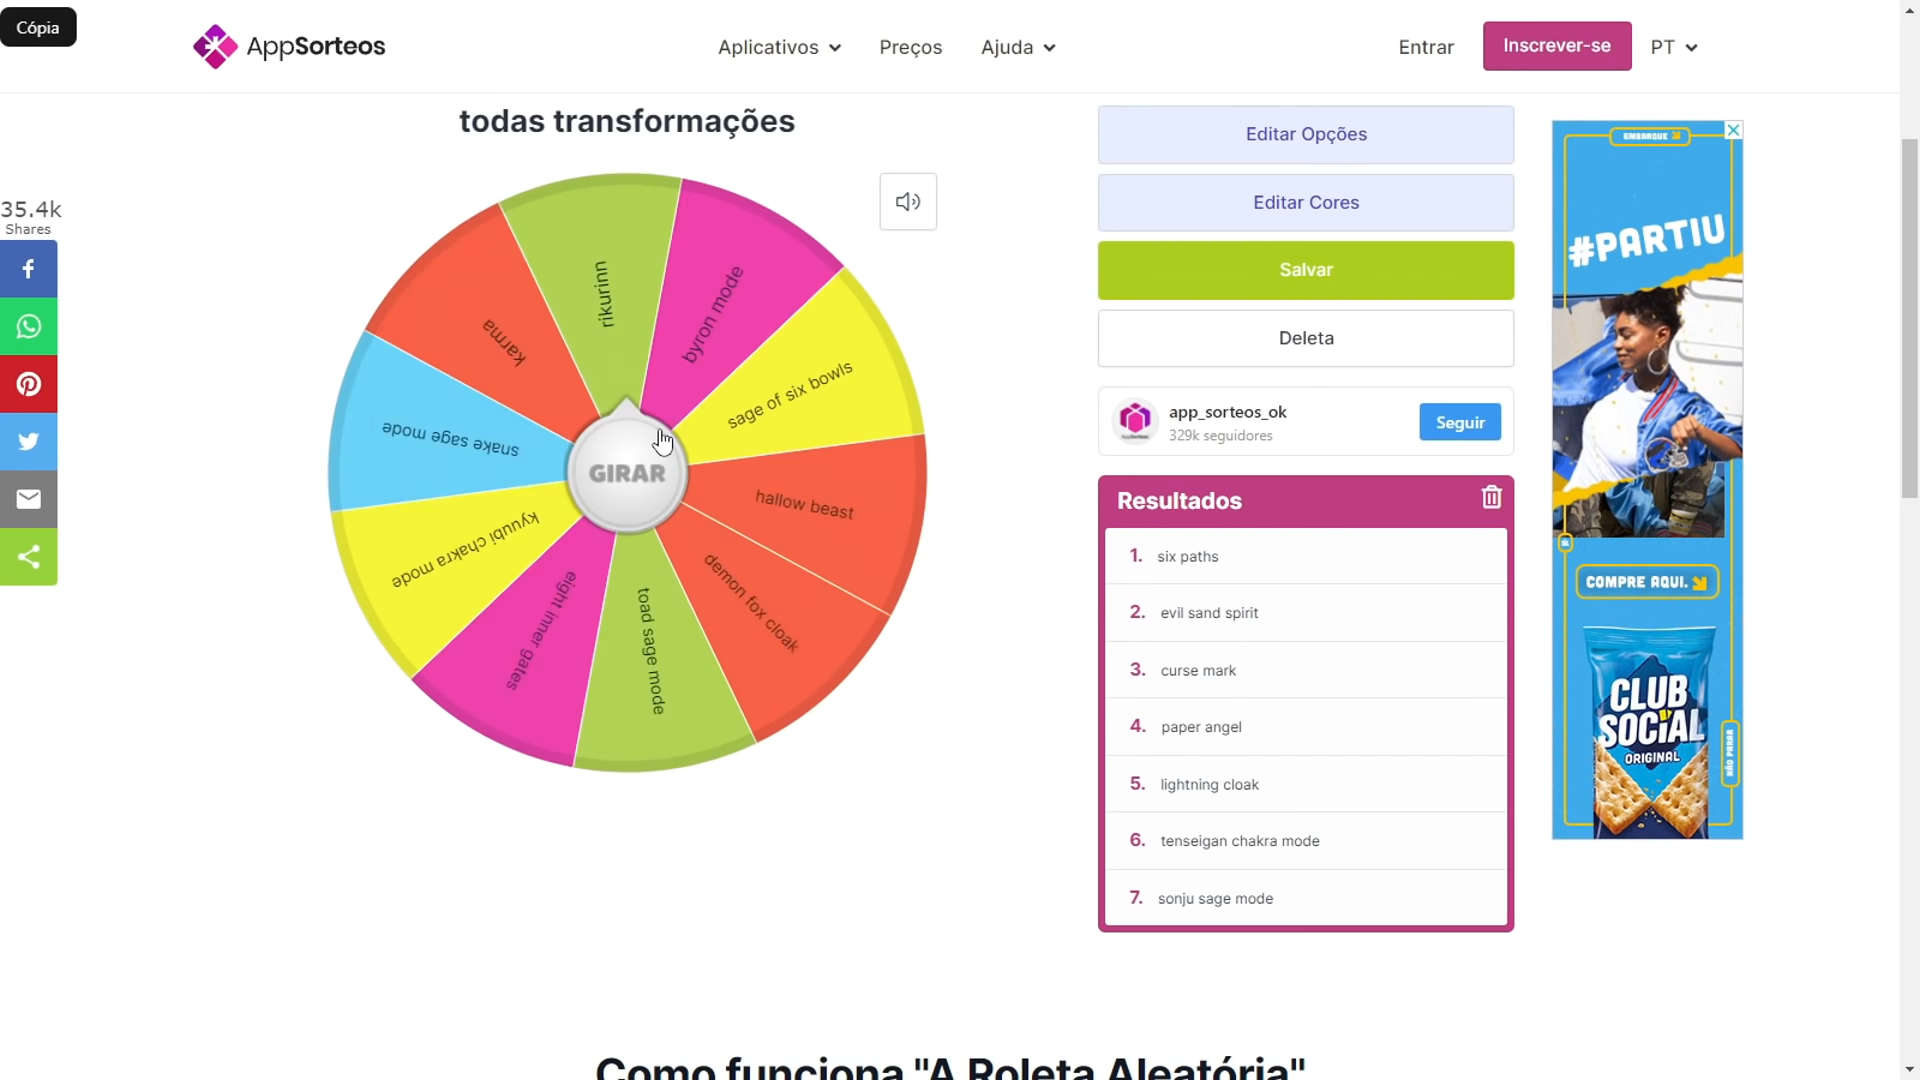 Cópia
AppSorteos
Aplicativos
Preços
Ajuda
Entrar
Inscrever-se
PT
todas transformações
35.4k
Shares
rikurinn
byron mode
sage of six bowls
hallow beast
demon fox cloak
toad sage mode
eight inner gates
kyuubi chakra mode
snake sage mode
karma
GIRAR
Editar Opções
Editar Cores
Salvar
Deleta
app_sorteos_ok
329k seguidores
Seguir
Resultados
1. six paths
2. evil sand spirit
3. curse mark
4. paper angel
5. lightning cloak
6. tenseigan chakra mode
7. sonju sage mode
EMBARQUE
#PARTIU
COMPRE AQUI.
CLUB
SOCIAL
ORIGINAL
NÃO PARAR
Como funciona "A Roleta Aleatória"